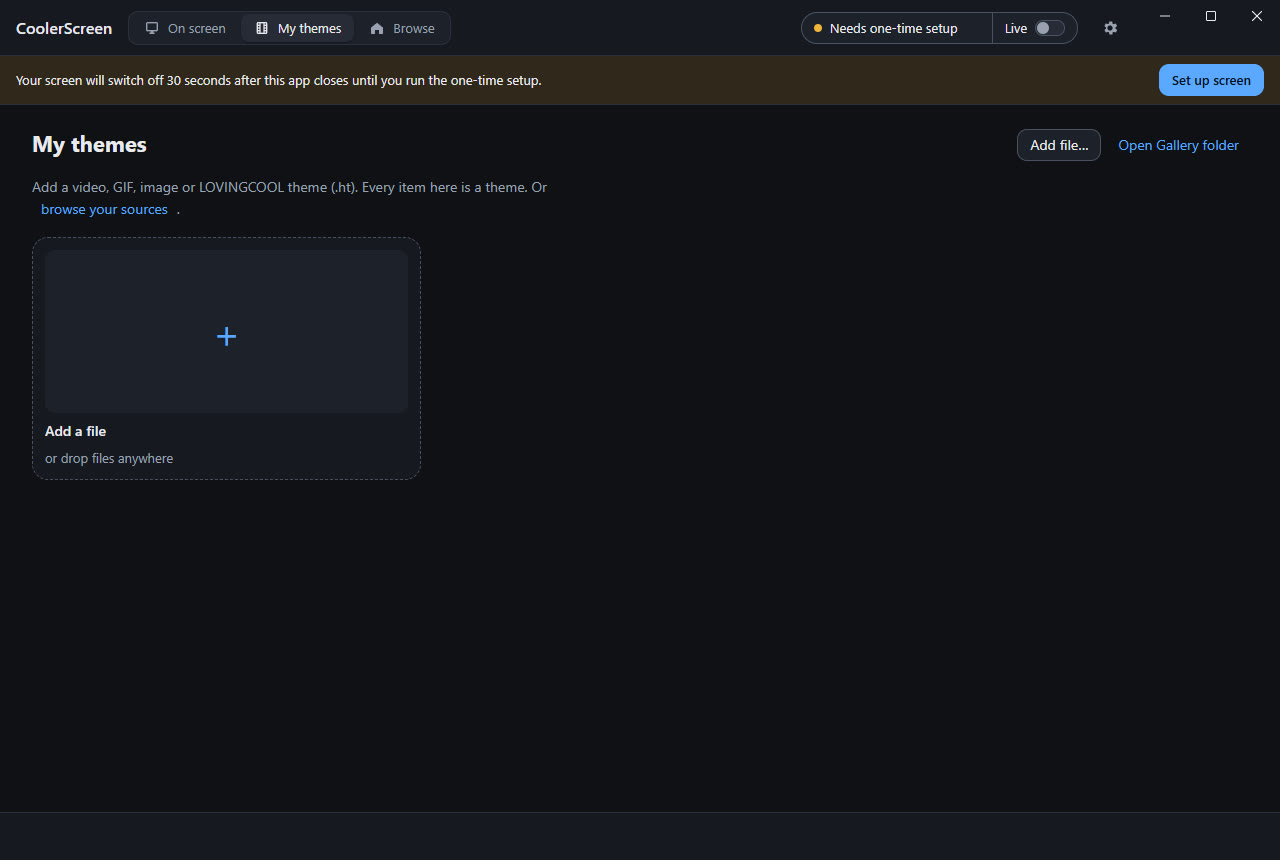 CoolerScreen
On screen
My themes
Browse
Needs one-time setup
Live
Your screen will switch off 30 seconds after this app closes until you run the one-time setup.
Set up screen
My themes
Add file...
Open Gallery folder
Add a video, GIF, image or LOVINGCOOL theme (.ht). Every item here is a theme. Or
browse your sources .
Add a file
or drop files anywhere